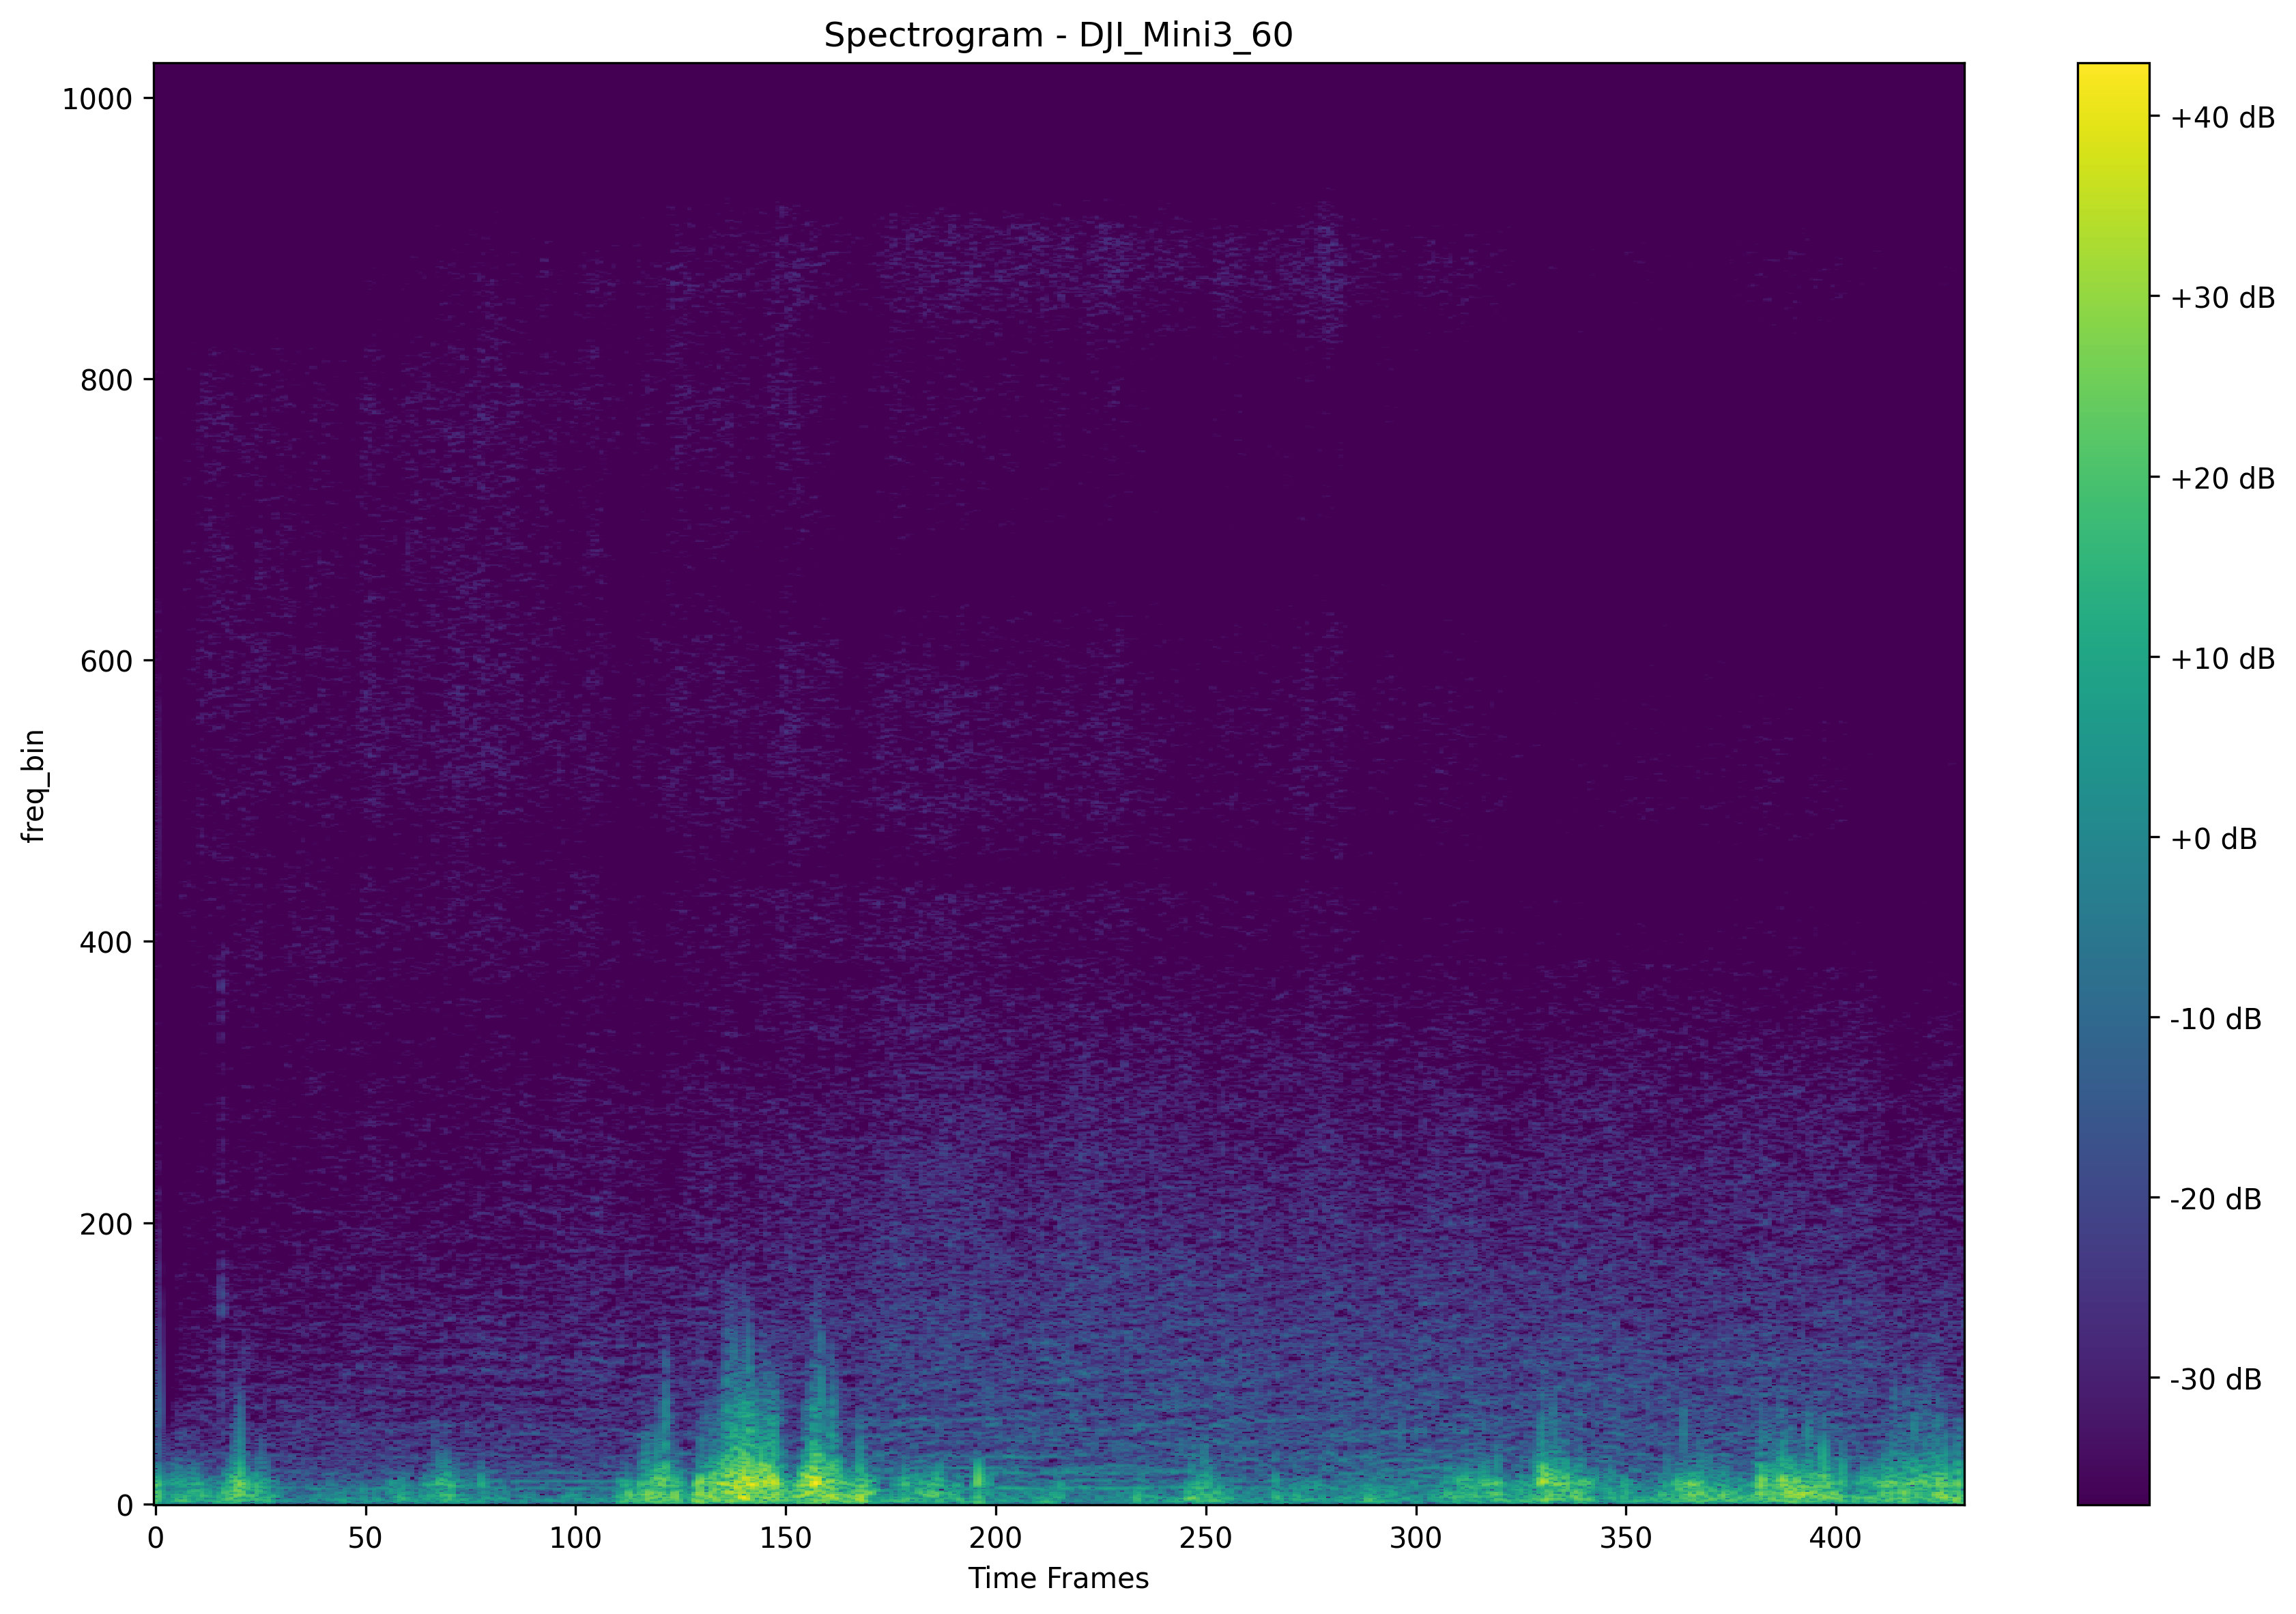 Spectrogram - DJI_Mini3_60
1000
800
600
400
200
0
freq_bin
0 50 100 150 200 250 300 350 400
Time Frames
+40 dB
+30 dB
+20 dB
+10 dB
+0 dB
-10 dB
-20 dB
-30 dB